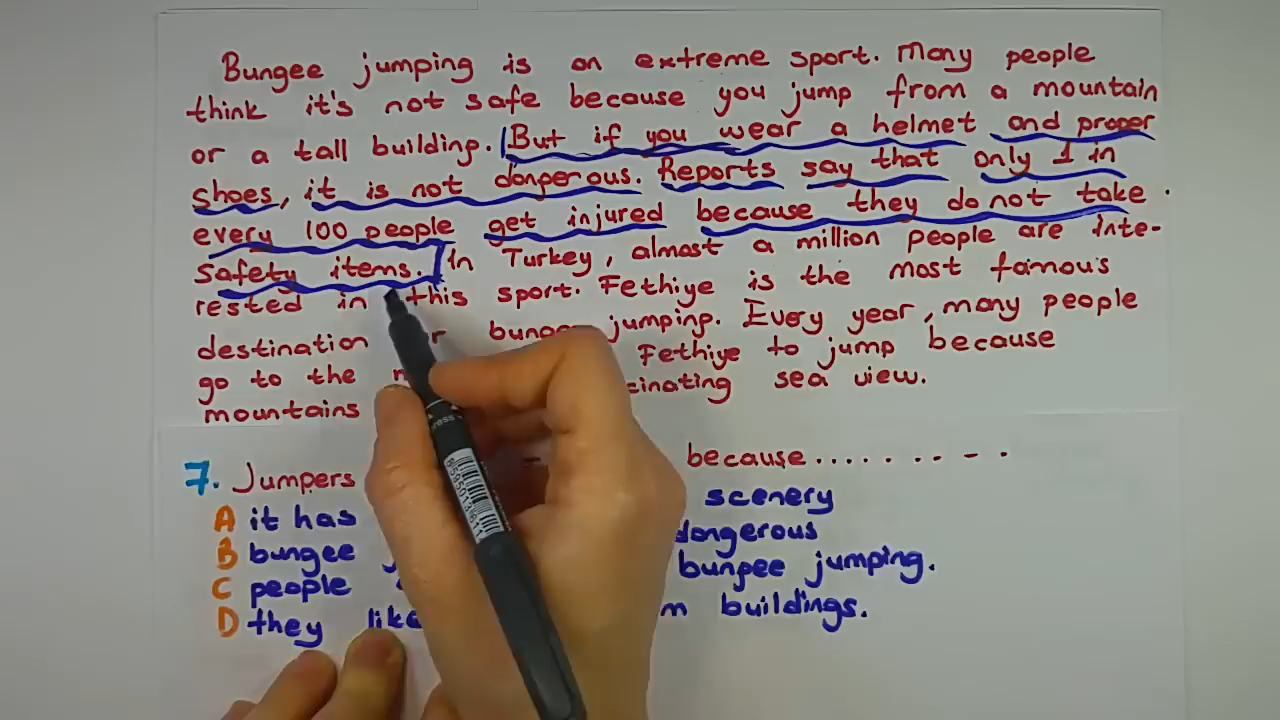 Bungee jumping is an extreme sport. Many people
think it's not safe because you jump from a mountain
or a tall building. But if you wear a helmet and proper
shoes, it is not dangerous. Reports say that only 1 in
every 100 people get injured because they do not take
safety items. In Turkey, almost a million people are inte-
rested in this sport. Fethiye is the most famous
destination bungee jumping. Every year, many people
go to the Fethiye to jump because
mountains sea view.
7. Jumpers because..........
A it has scenery
B bungee dangerous
C people bungee jumping.
D they like buildings.